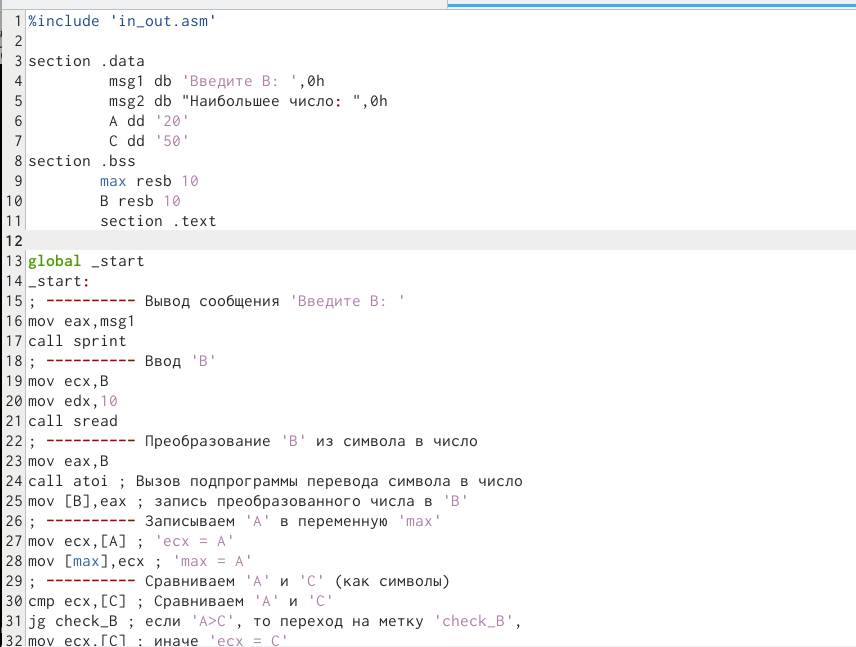 1 %include 'in_out.asm'
2
3 section .data
4 msg1 db 'Введите B: ',0h
5 msg2 db "Наибольшее число: ",0h
6 A dd '20'
7 C dd '50'
8 section .bss
9 max resb 10
10 B resb 10
11 section .text
12
13 global _start
14 _start:
15 ; ---------- Вывод сообщения 'Введите B: '
16 mov eax,msg1
17 call sprint
18 ; ---------- Ввод 'B'
19 mov ecx,B
20 mov edx,10
21 call sread
22 ; ---------- Преобразование 'B' из символа в число
23 mov eax,B
24 call atoi ; Вызов подпрограммы перевода символа в число
25 mov [B],eax ; запись преобразованного числа в 'B'
26 ; ---------- Записываем 'A' в переменную 'max'
27 mov ecx,[A] ; 'ecx = A'
28 mov [max],ecx ; 'max = A'
29 ; ---------- Сравниваем 'A' и 'C' (как символы)
30 cmp ecx,[C] ; Сравниваем 'A' и 'C'
31 jg check_B ; если 'A>C', то переход на метку 'check_B',
32 mov ecx,[C] ; иначе 'ecx = C'